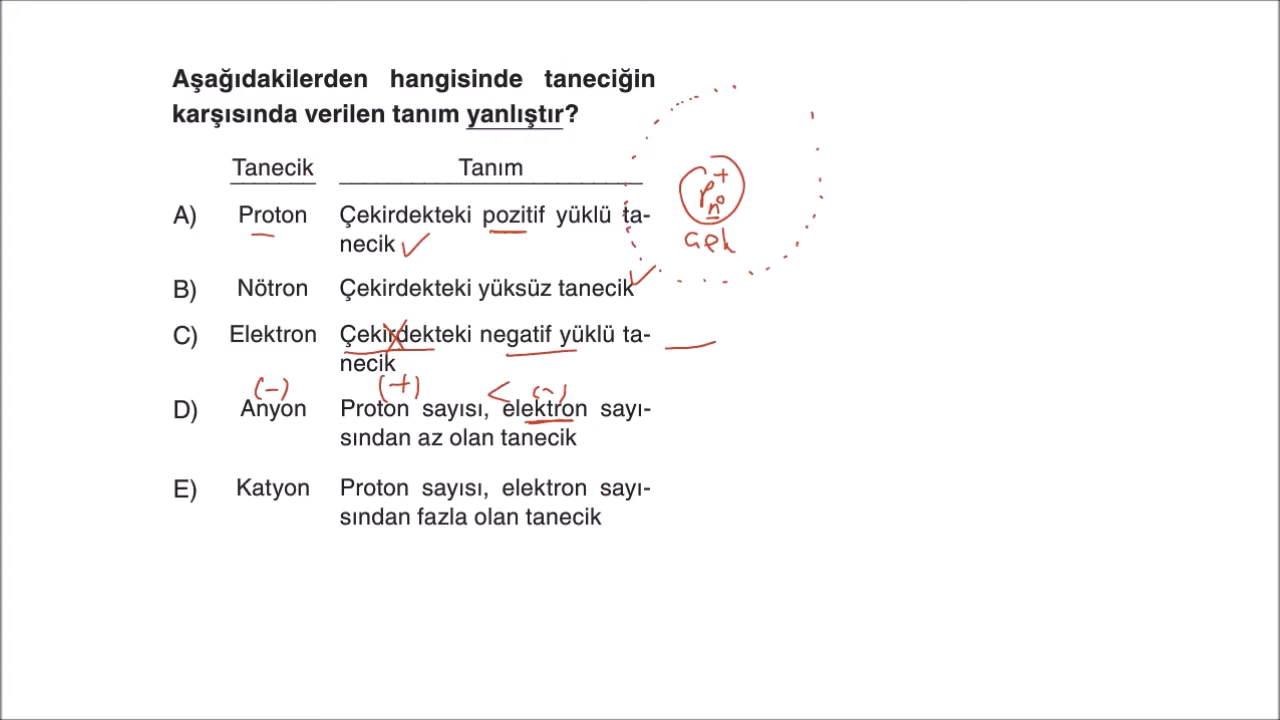 Aşağıdakilerden hangisinde taneciğin
karşısında verilen tanım yanlıştır?
Tanecik Tanım
A) Proton Çekirdekteki pozitif yüklü ta-
necik
B) Nötron Çekirdekteki yüksüz tanecik
C) Elektron Çekirdekteki negatif yüklü ta-
necik
(-) (+) < (-)
D) Anyon Proton sayısı, elektron sayı-
sından az olan tanecik
E) Katyon Proton sayısı, elektron sayı-
sından fazla olan tanecik
p+
n°